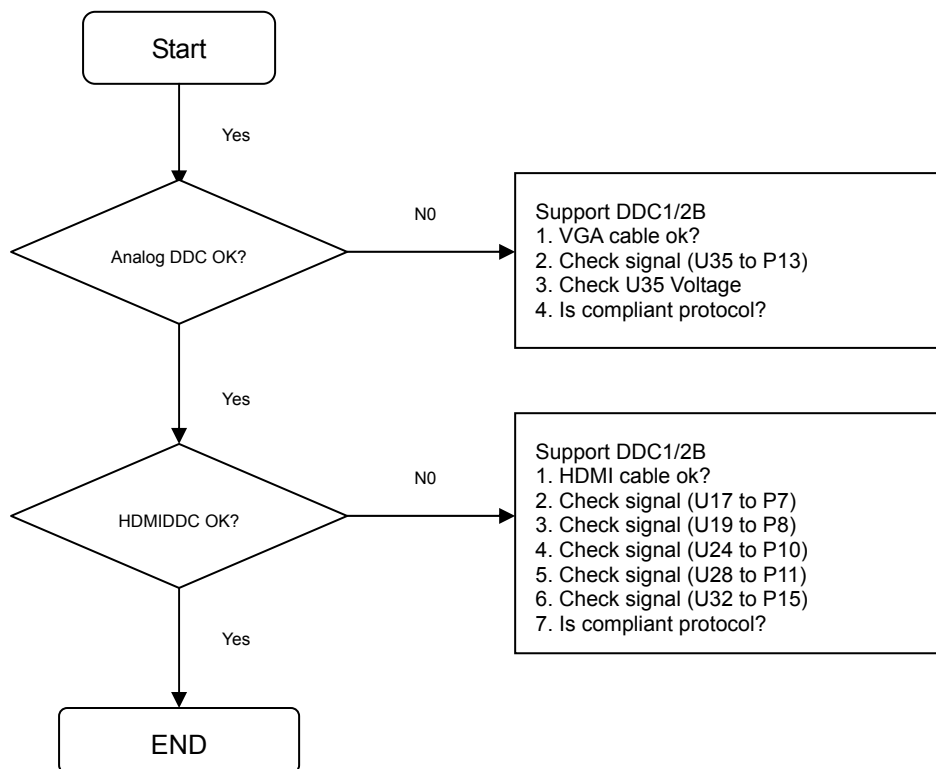 Start
Yes
Analog DDC OK?
N0
Support DDC1/2B
1. VGA cable ok?
2. Check signal (U35 to P13)
3. Check U35 Voltage
4. Is compliant protocol?
Yes
HDMIDDC OK?
N0
Support DDC1/2B
1. HDMI cable ok?
2. Check signal (U17 to P7)
3. Check signal (U19 to P8)
4. Check signal (U24 to P10)
5. Check signal (U28 to P11)
6. Check signal (U32 to P15)
7. Is compliant protocol?
Yes
END